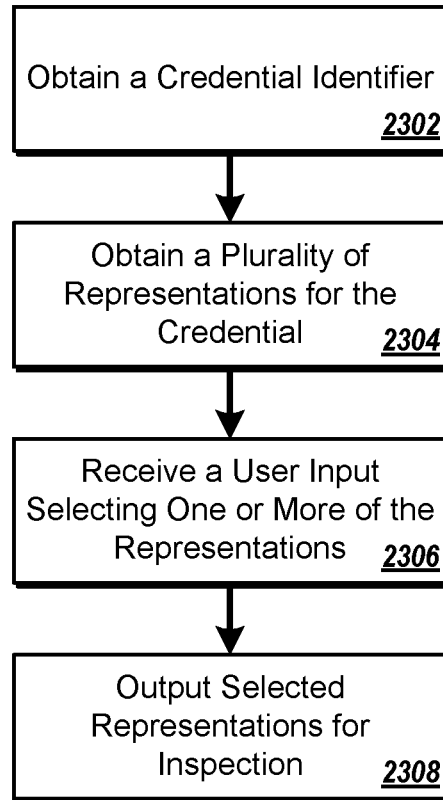 Obtain a Credential Identifier
2302
Obtain a Plurality of
Representations for the
Credential
2304
Receive a User Input
Selecting One or More of the
Representations
2306
Output Selected
Representations for
Inspection
2308